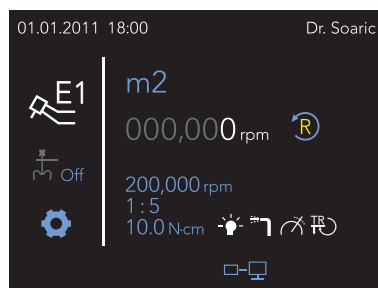 01.01.2011 18:00 Dr. Soaric
E1
m2
000,000 rpm R
Off
200,000 rpm
1:5
10.0 N·cm TR